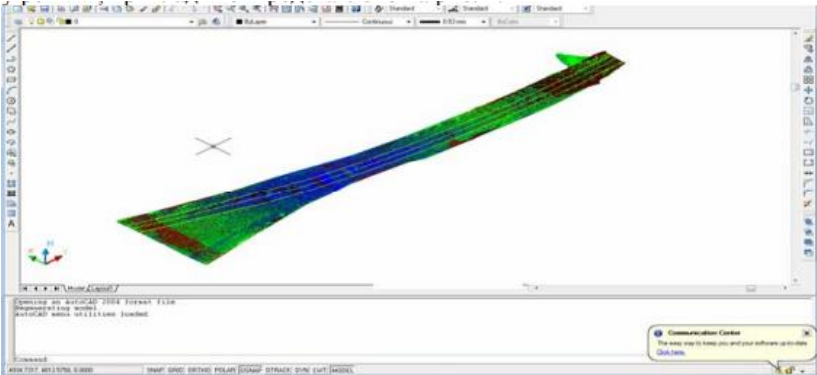 Standard
Standard
Standard
0
ByLayer
Continuous
ByColor
A
Model
Layout1
Opening an AutoCAD 2004 format file
Regenerating model.
AutoCAD menu utilities loaded.
Command:
SNAP GRID ORTHO POLAR OSNAP OTRACK DYN LWT MODEL
Communication Center
The easy way to keep you and your software up-to-date
Click here.